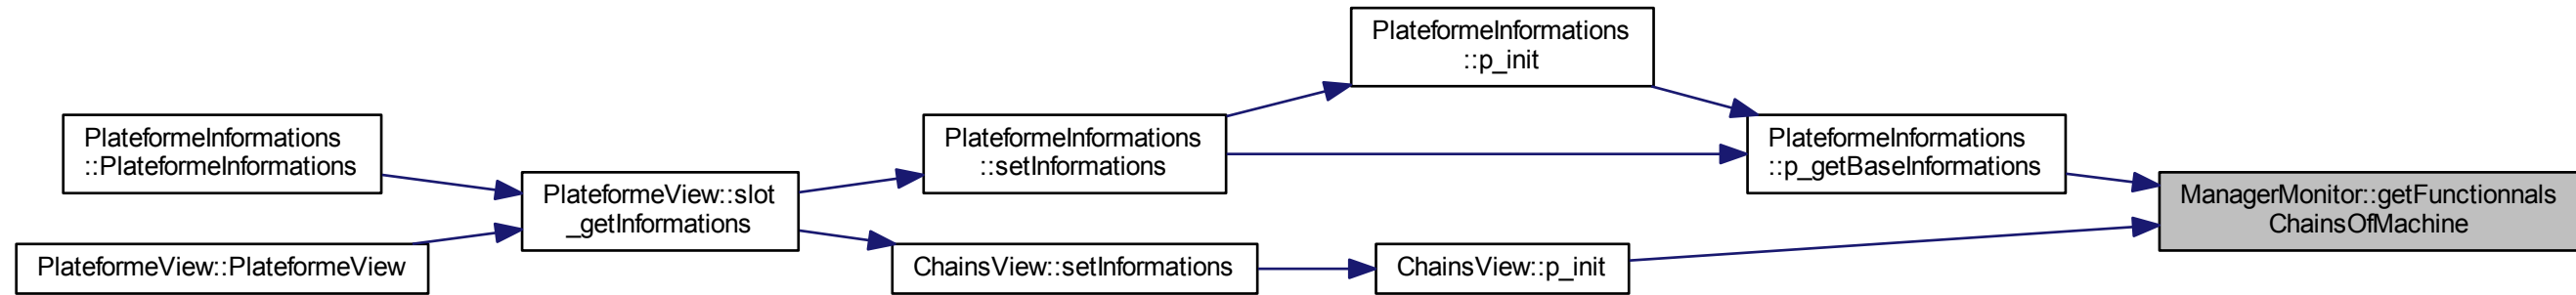 PlateformeInformations
::p_init
PlateformeInformations
::PlateformeInformations
PlateformeInformations
::setInformations
PlateformeInformations
::p_getBaseInformations
PlateformeView::slot
_getInformations
ManagerMonitor::getFunctionnals
ChainsOfMachine
PlateformeView::PlateformeView
ChainsView::setInformations
ChainsView::p_init